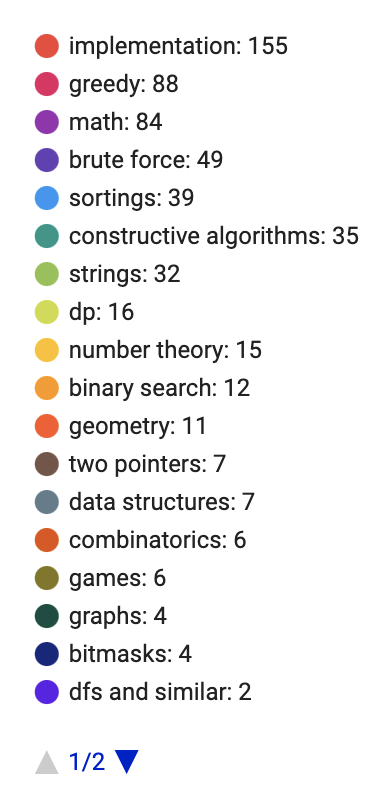 implementation: 155
greedy: 88
math: 84
brute force: 49
sortings: 39
constructive algorithms: 35
strings: 32
dp: 16
number theory: 15
binary search: 12
geometry: 11
two pointers: 7
data structures: 7
combinatorics: 6
games: 6
graphs: 4
bitmasks: 4
dfs and similar: 2
1/2